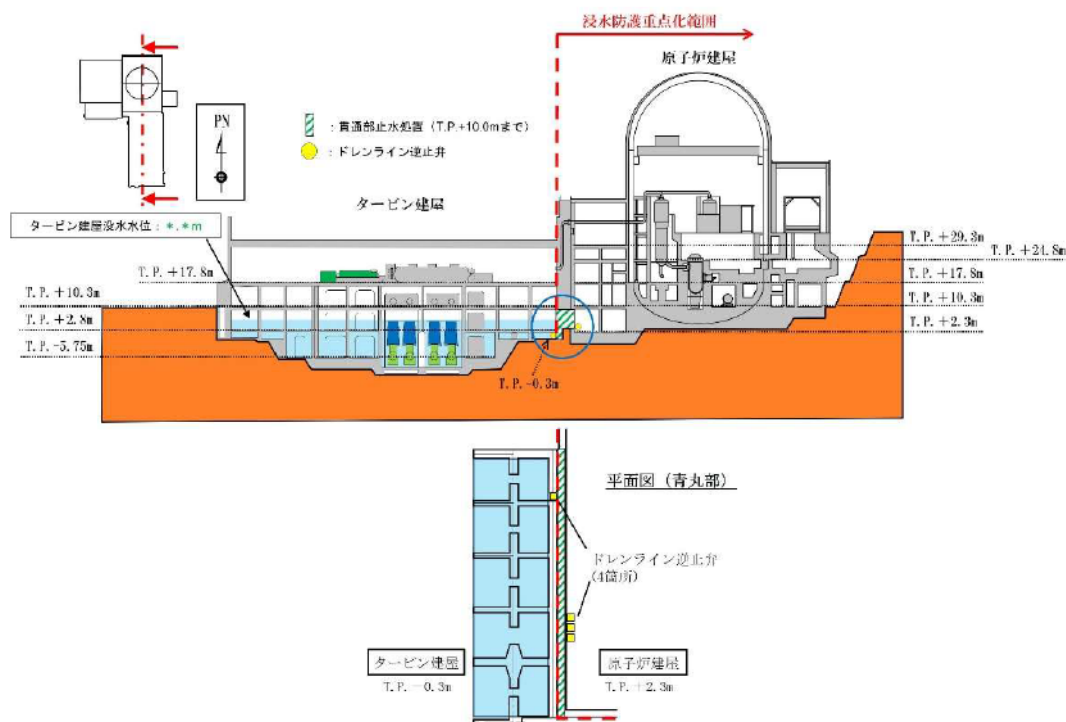 浸水防護重点化範囲
原子炉建屋
PN
:貫通部止水処置(T.P.+10.0mまで)
:ドレンライン逆止弁
タービン建屋
タービン建屋没水水位:*.*m
T.P.+29.3m
T.P.+24.8m
T.P.+17.8m
T.P.+17.8m
T.P.+10.3m
T.P.+10.3m
T.P.+2.8m
T.P.+2.3m
T.P.-5.75m
T.P.-0.3m
平面図(青丸部)
ドレンライン逆止弁
(4箇所)
タービン建屋
原子炉建屋
T.P.-0.3m
T.P.+2.3m